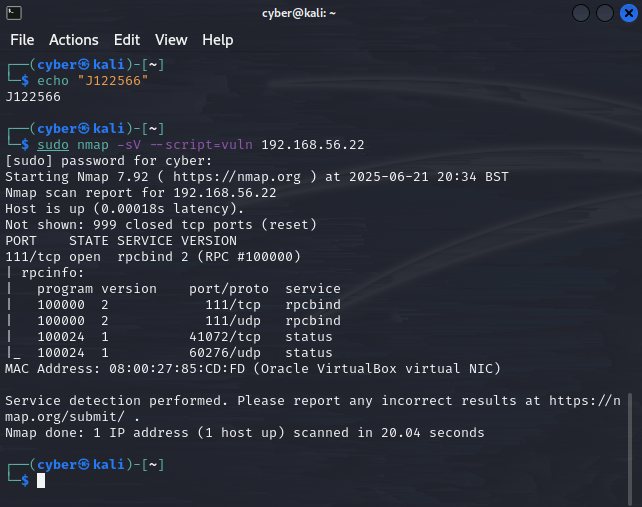 cyber@kali: ~
File Actions Edit View Help
┌──(cyber㉿kali)-[~]
└─$ echo "J122566"
J122566
┌──(cyber㉿kali)-[~]
└─$ sudo nmap -sV --script=vuln 192.168.56.22
[sudo] password for cyber:
Starting Nmap 7.92 ( https://nmap.org ) at 2025-06-21 20:34 BST
Nmap scan report for 192.168.56.22
Host is up (0.00018s latency).
Not shown: 999 closed tcp ports (reset)
PORT    STATE SERVICE VERSION
111/tcp open  rpcbind 2 (RPC #100000)
| rpcinfo:
|   program version    port/proto  service
|   100000  2            111/tcp   rpcbind
|   100000  2            111/udp   rpcbind
|   100024  1          41072/tcp   status
|_  100024  1          60276/udp   status
MAC Address: 08:00:27:85:CD:FD (Oracle VirtualBox virtual NIC)
Service detection performed. Please report any incorrect results at https://n
map.org/submit/ .
Nmap done: 1 IP address (1 host up) scanned in 20.04 seconds
┌──(cyber㉿kali)-[~]
└─$